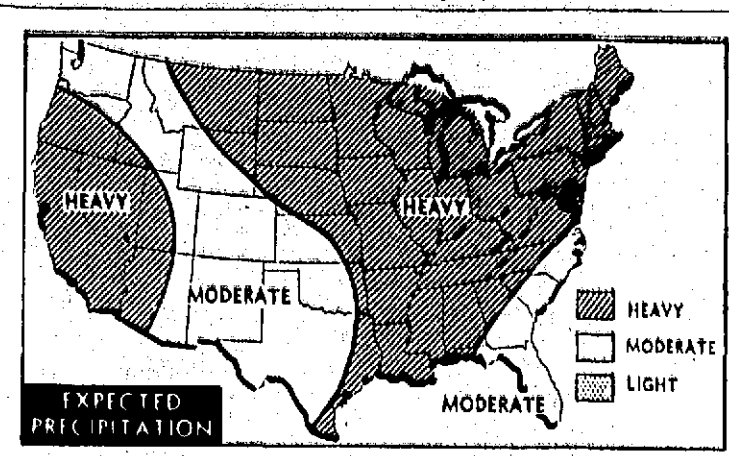 HEAVY
HEAVY
MODERATE
HEAVY
MODERATE
LIGHT
MODERATE
EXPECTED
PRECIPITATION